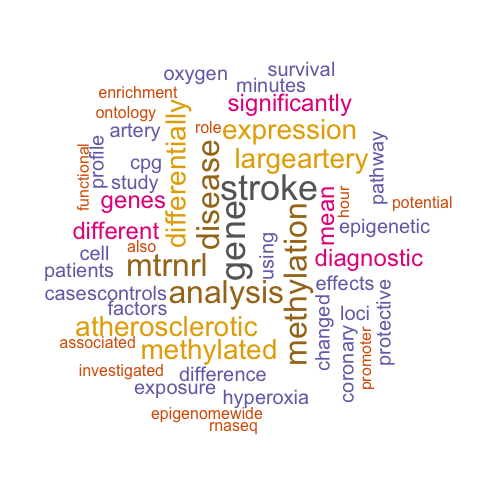 survival
oxygen
minutes
enrichment
significantly
ontology
differentially
role
expression
artery
profile
functional
cpg
disease
largeartery
pathway
study
stroke
genes
gene
mean
hour
potential
different
epigenetic
also
using
methylation
cell
mtrnrl
diagnostic
patients
analysis
effects
casescontrols
factors
changed
loci
coronary
promoter
protective
atherosclerotic
associated
methylated
investigated
difference
exposure
hyperoxia
epigenomewide
rnaseq